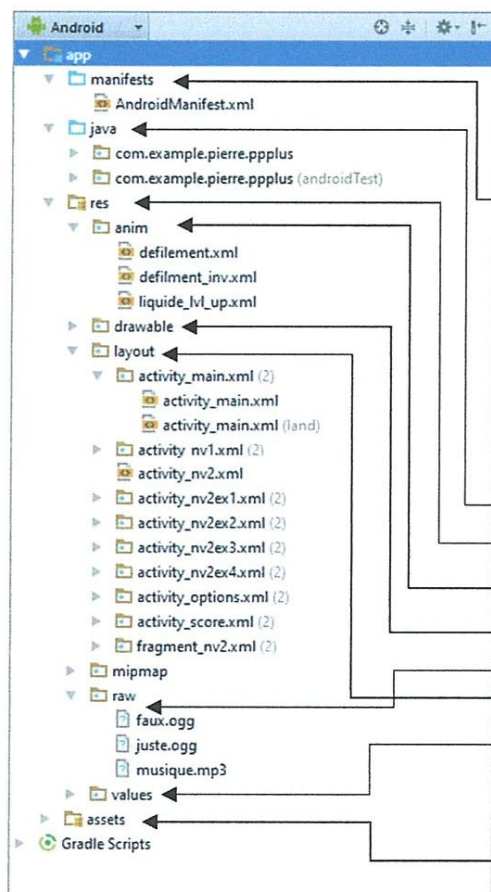 Android
app
manifests
AndroidManifest.xml
java
com.example.pierre.ppplus
com.example.pierre.ppplus (androidTest)
res
anim
defilement.xml
defilment_inv.xml
liquide_lvl_up.xml
drawable
layout
activity_main.xml (2)
activity_main.xml
activity_main.xml (land)
activity_nv1.xml (2)
activity_nv2.xml
activity_nv2ex1.xml (2)
activity_nv2ex2.xml (2)
activity_nv2ex3.xml (2)
activity_nv2ex4.xml (2)
activity_options.xml (2)
activity_score.xml (2)
fragment_nv2.xml (2)
mipmap
raw
faux.ogg
juste.ogg
musique.mp3
values
assets
Gradle Scripts